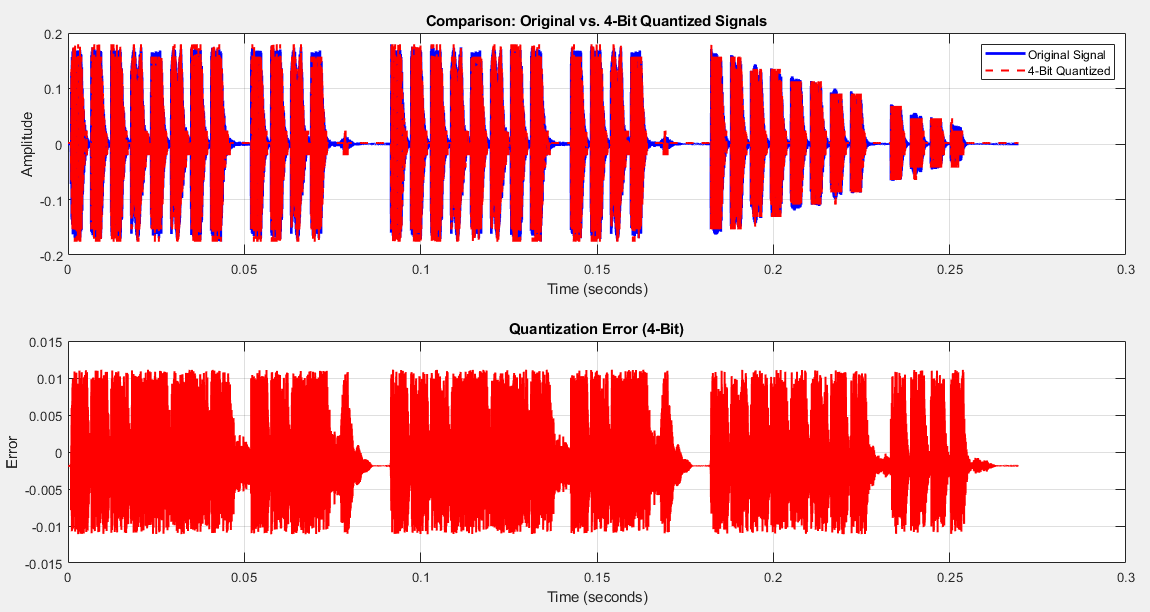 Comparison: Original vs. 4-Bit Quantized Signals
0.2
0.1
0
-0.1
-0.2
Amplitude
Original Signal
4-Bit Quantized
0 0.05 0.1 0.15 0.2 0.25 0.3
Time (seconds)
Quantization Error (4-Bit)
0.015
0.01
0.005
0
-0.005
-0.01
-0.015
Error
0 0.05 0.1 0.15 0.2 0.25 0.3
Time (seconds)